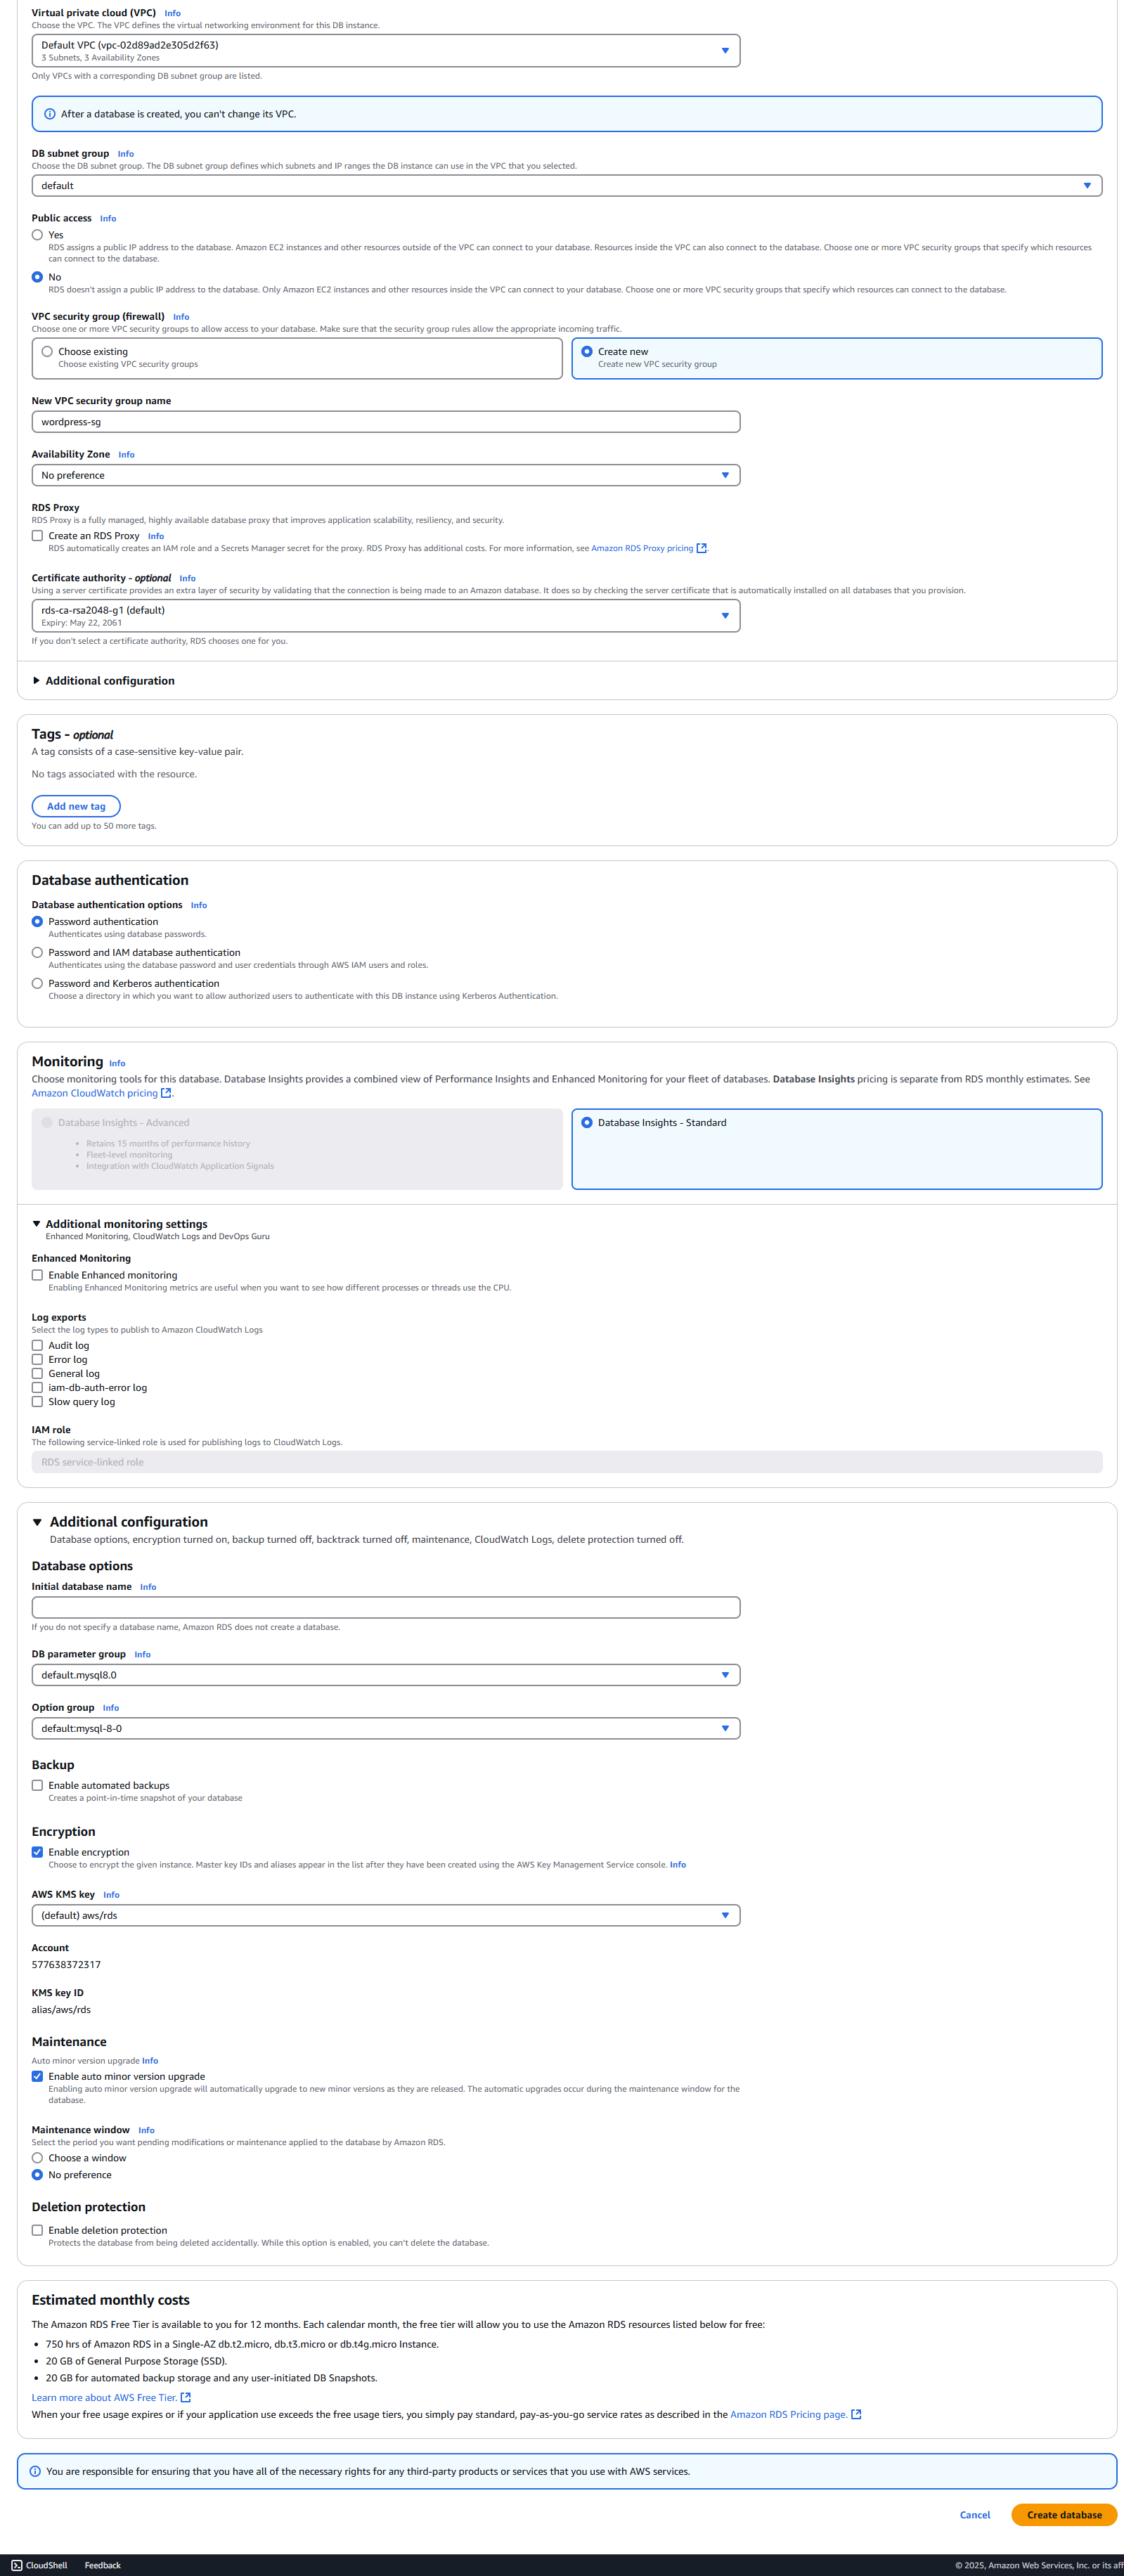 Virtual private cloud (VPC) Info
Choose the VPC. The VPC defines the virtual networking environment for this DB instance.
Default VPC (vpc-02d89ad2e305d2f63)
3 Subnets, 3 Availability Zones
Only VPCs with a corresponding DB subnet group are listed.
After a database is created, you can't change its VPC.
DB subnet group Info
Choose the DB subnet group. The DB subnet group defines which subnets and IP ranges the DB instance can use in the VPC that you selected.
default
Public access Info
Yes
RDS assigns a public IP address to the database. Amazon EC2 instances and other resources outside of the VPC can connect to your database. Resources inside the VPC can also connect to the database. Choose one or more VPC security groups that specify which resources
can connect to the database.
No
RDS doesn't assign a public IP address to the database. Only Amazon EC2 instances and other resources inside the VPC can connect to your database. Choose one or more VPC security groups that specify which resources can connect to the database.
VPC security group (firewall) Info
Choose one or more VPC security groups to allow access to your database. Make sure that the security group rules allow the appropriate incoming traffic.
Choose existing
Choose existing VPC security groups
Create new
Create new VPC security group
New VPC security group name
wordpress-sg
Availability Zone Info
No preference
RDS Proxy
RDS Proxy is a fully managed, highly available database proxy that improves application scalability, resiliency, and security.
Create an RDS Proxy Info
RDS automatically creates an IAM role and a Secrets Manager secret for the proxy. RDS Proxy has additional costs. For more information, see Amazon RDS Proxy pricing.
Certificate authority - optional Info
Using a server certificate provides an extra layer of security by validating that the connection is being made to an Amazon database. It does so by checking the server certificate that is automatically installed on all databases that you provision.
rds-ca-rsa2048-g1 (default)
Expiry: May 22, 2061
If you don't select a certificate authority, RDS chooses one for you.
Additional configuration
Tags - optional
A tag consists of a case-sensitive key-value pair.
No tags associated with the resource.
Add new tag
You can add up to 50 more tags.
Database authentication
Database authentication options Info
Password authentication
Authenticates using database passwords.
Password and IAM database authentication
Authenticates using the database password and user credentials through AWS IAM users and roles.
Password and Kerberos authentication
Choose a directory in which you want to allow authorized users to authenticate with this DB instance using Kerberos Authentication.
Monitoring Info
Choose monitoring tools for this database. Database Insights provides a combined view of Performance Insights and Enhanced Monitoring for your fleet of databases. Database Insights pricing is separate from RDS monthly estimates. See
Amazon CloudWatch pricing.
Database Insights - Advanced
• Retains 15 months of performance history
• Fleet-level monitoring
• Integration with CloudWatch Application Signals
Database Insights - Standard
Additional monitoring settings
Enhanced Monitoring, CloudWatch Logs and DevOps Guru
Enhanced Monitoring
Enable Enhanced monitoring
Enabling Enhanced Monitoring metrics are useful when you want to see how different processes or threads use the CPU.
Log exports
Select the log types to publish to Amazon CloudWatch Logs
Audit log
Error log
General log
iam-db-auth-error log
Slow query log
IAM role
The following service-linked role is used for publishing logs to CloudWatch Logs.
RDS service-linked role
Additional configuration
Database options, encryption turned on, backup turned off, backtrack turned off, maintenance, CloudWatch Logs, delete protection turned off.
Database options
Initial database name Info
If you do not specify a database name, Amazon RDS does not create a database.
DB parameter group Info
default.mysql8.0
Option group Info
default:mysql-8-0
Backup
Enable automated backups
Creates a point-in-time snapshot of your database
Encryption
Enable encryption
Choose to encrypt the given instance. Master key IDs and aliases appear in the list after they have been created using the AWS Key Management Service console. Info
AWS KMS key Info
(default) aws/rds
Account
577638372317
KMS key ID
alias/aws/rds
Maintenance
Auto minor version upgrade Info
Enable auto minor version upgrade
Enabling auto minor version upgrade will automatically upgrade to new minor versions as they are released. The automatic upgrades occur during the maintenance window for the
database.
Maintenance window Info
Select the period you want pending modifications or maintenance applied to the database by Amazon RDS.
Choose a window
No preference
Deletion protection
Enable deletion protection
Protects the database from being deleted accidentally. While this option is enabled, you can't delete the database.
Estimated monthly costs
The Amazon RDS Free Tier is available to you for 12 months. Each calendar month, the free tier will allow you to use the Amazon RDS resources listed below for free:
• 750 hrs of Amazon RDS in a Single-AZ db.t2.micro, db.t3.micro or db.t4g.micro Instance.
• 20 GB of General Purpose Storage (SSD).
• 20 GB for automated backup storage and any user-initiated DB Snapshots.
Learn more about AWS Free Tier.
When your free usage expires or if your application use exceeds the free usage tiers, you simply pay standard, pay-as-you-go service rates as described in the Amazon RDS Pricing page.
You are responsible for ensuring that you have all of the necessary rights for any third-party products or services that you use with AWS services.
Cancel
Create database
CloudShell Feedback
© 2025, Amazon Web Services, Inc. or its aff